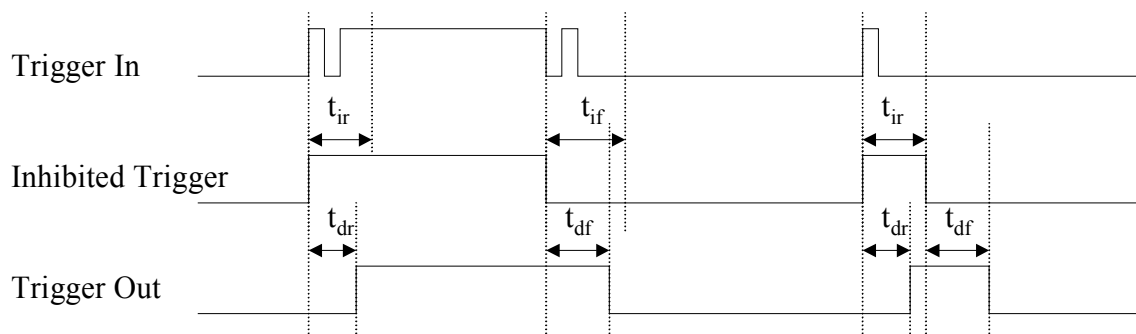 Trigger In
t_ir t_if t_ir
Inhibited Trigger
t_dr t_df t_dr t_df
Trigger Out